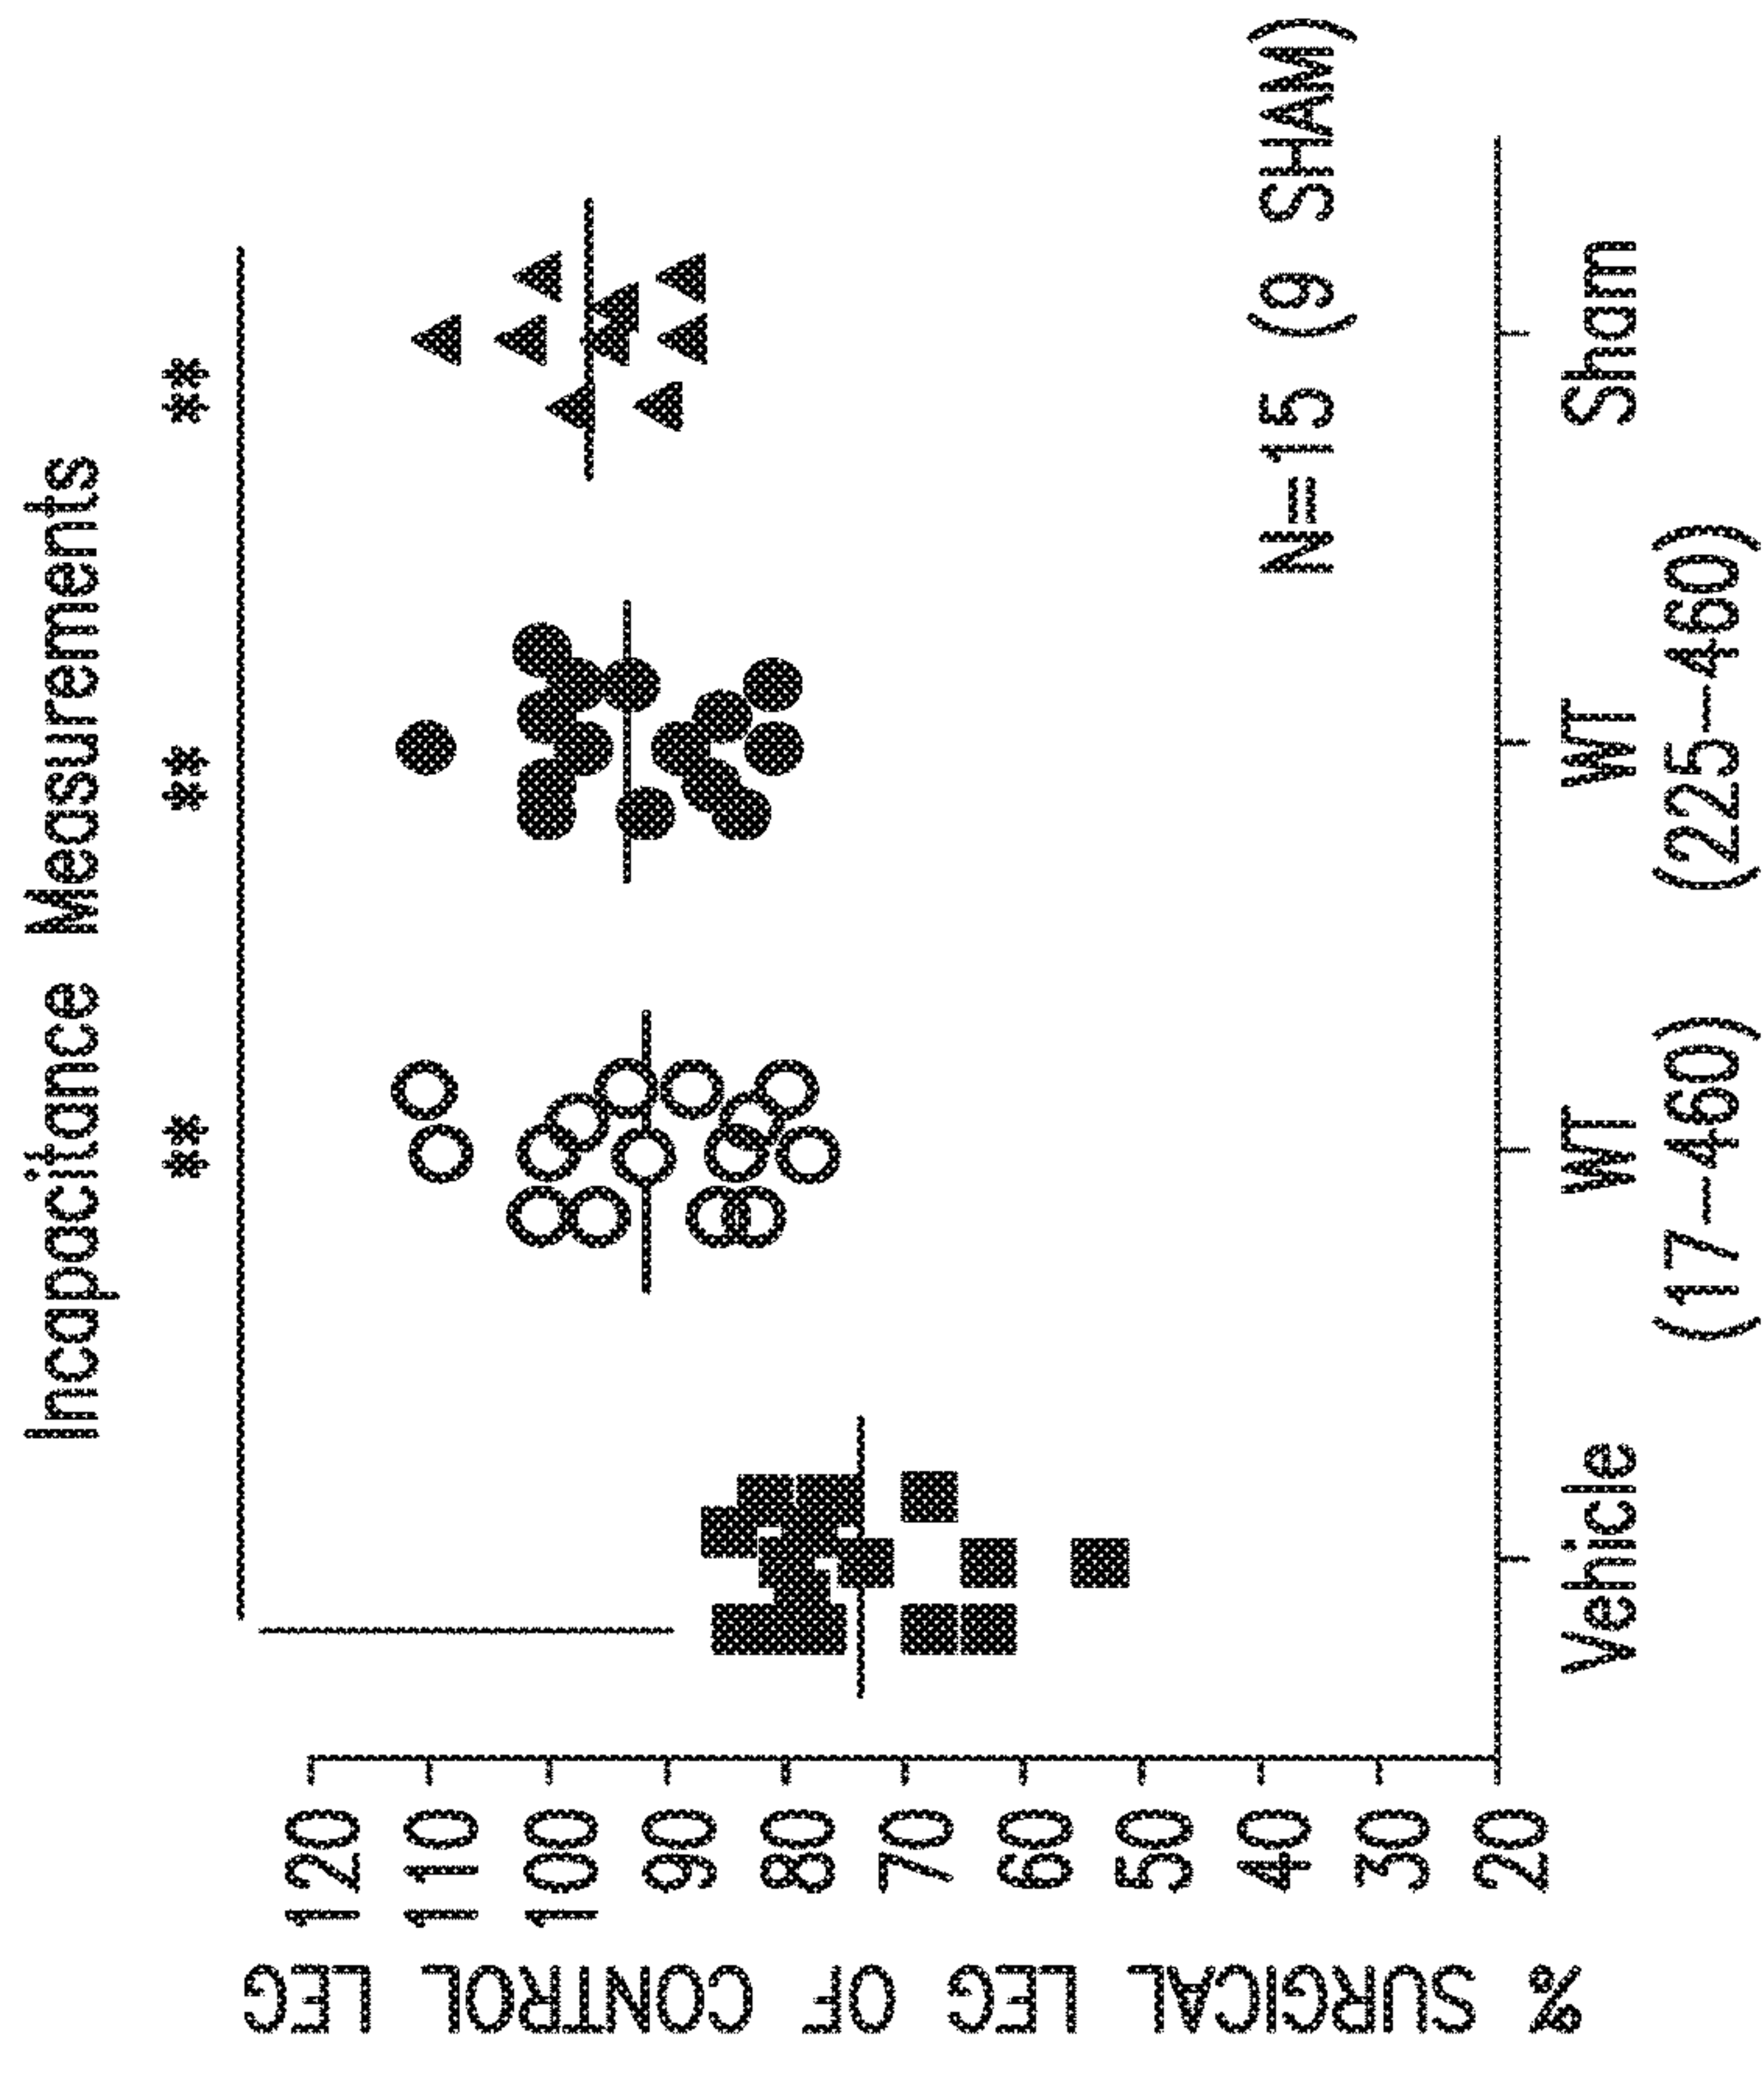 Incapacitance Measurements
** ** **
% SURGICAL LEG OF CONTROL LEG
120
110
100
90
80
70
60
50
40
30
20
N=15 (9 SHAM)
Vehicle WT WT Sham
(17-460) (225-460)